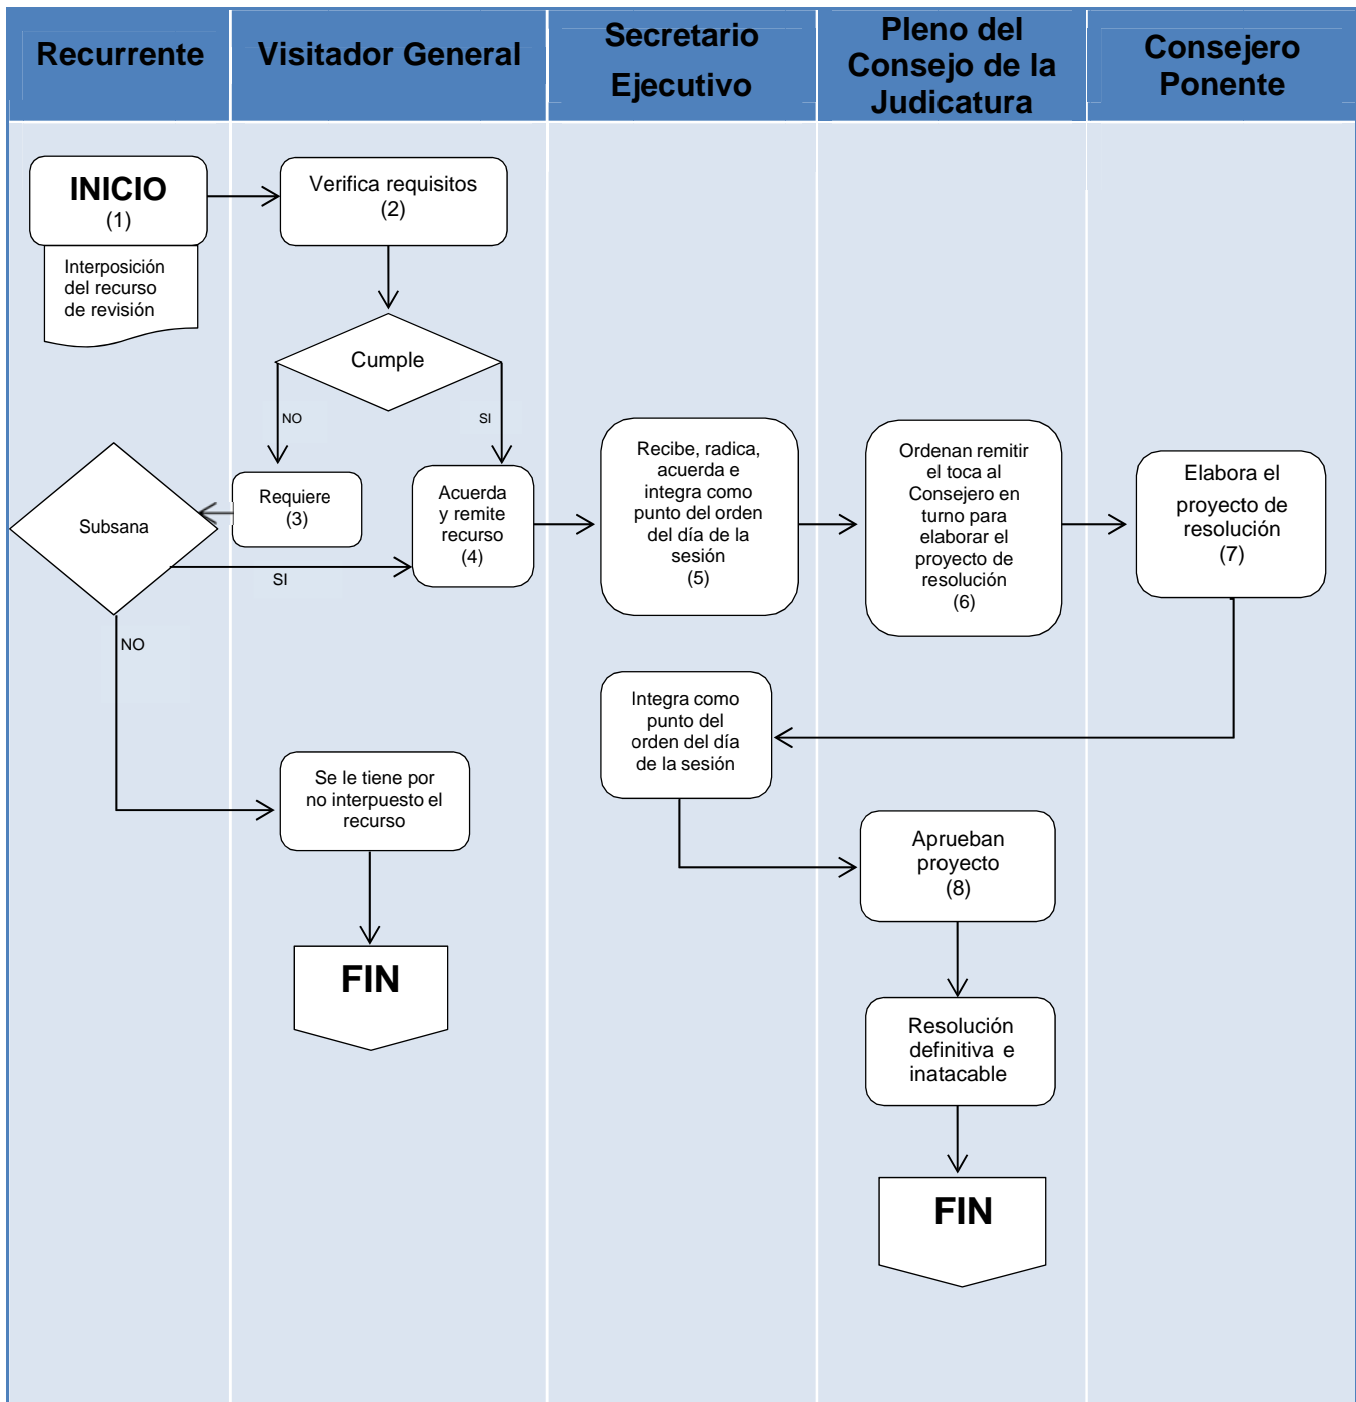 Recurrente
Visitador General
Secretario
Ejecutivo
Pleno del
Consejo de la
Judicatura
Consejero
Ponente
INICIO
(1)
Interposición
del recurso
de revisión
Verifica requisitos
(2)
Cumple
NO
SI
Subsana
Requiere
(3)
Acuerda
y remite
recurso
(4)
SI
NO
Recibe, radica,
acuerda e
integra como
punto del orden
del día de la
sesión
(5)
Ordenan remitir
el toca al
Consejero en
turno para
elaborar el
proyecto de
resolución
(6)
Elabora el
proyecto de
resolución
(7)
Integra como
punto del
orden del día
de la sesión
Se le tiene por
no interpuesto el
recurso
Aprueban
proyecto
(8)
FIN
Resolución
definitiva e
inatacable
FIN